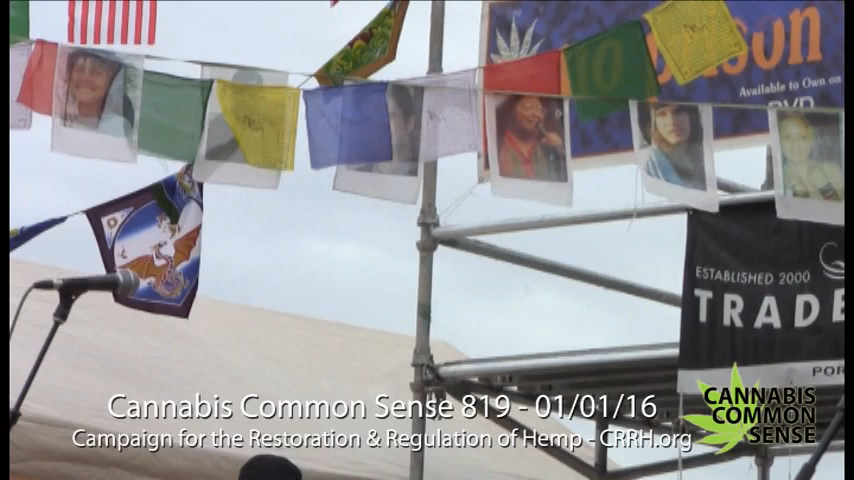 Available to Own on
DVD
ESTABLISHED 2000
TRADE
POR
Cannabis Common Sense 819 - 01/01/16
Campaign for the Restoration & Regulation of Hemp - CRRH.org
CANNABIS
COMMON
SENSE